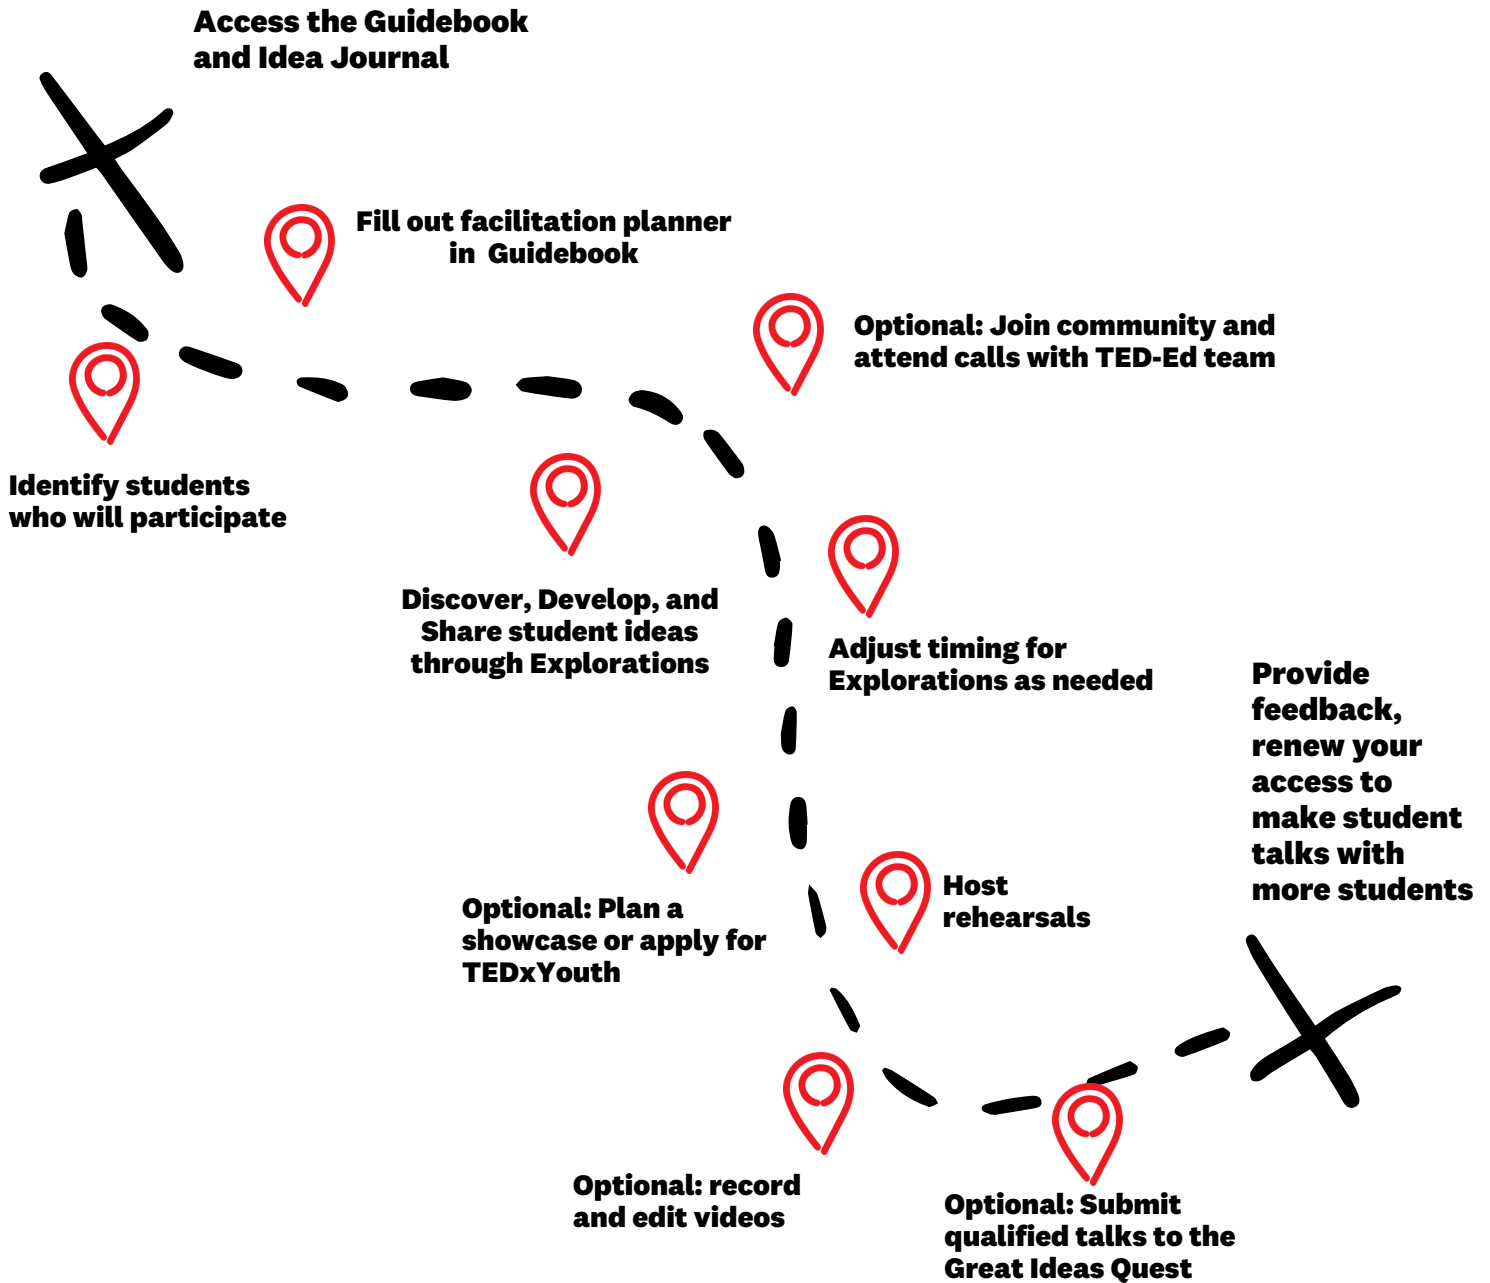 Access the Guidebook
and Idea Journal
Fill out facilitation planner
in Guidebook
Optional: Join community and
attend calls with TED-Ed team
Identify students
who will participate
Discover, Develop, and
Share student ideas
through Explorations
Adjust timing for
Explorations as needed
Provide
feedback,
renew your
access to
make student
talks with
more students
Optional: Plan a
showcase or apply for
TEDxYouth
Host
rehearsals
Optional: record
and edit videos
Optional: Submit
qualified talks to the
Great Ideas Quest